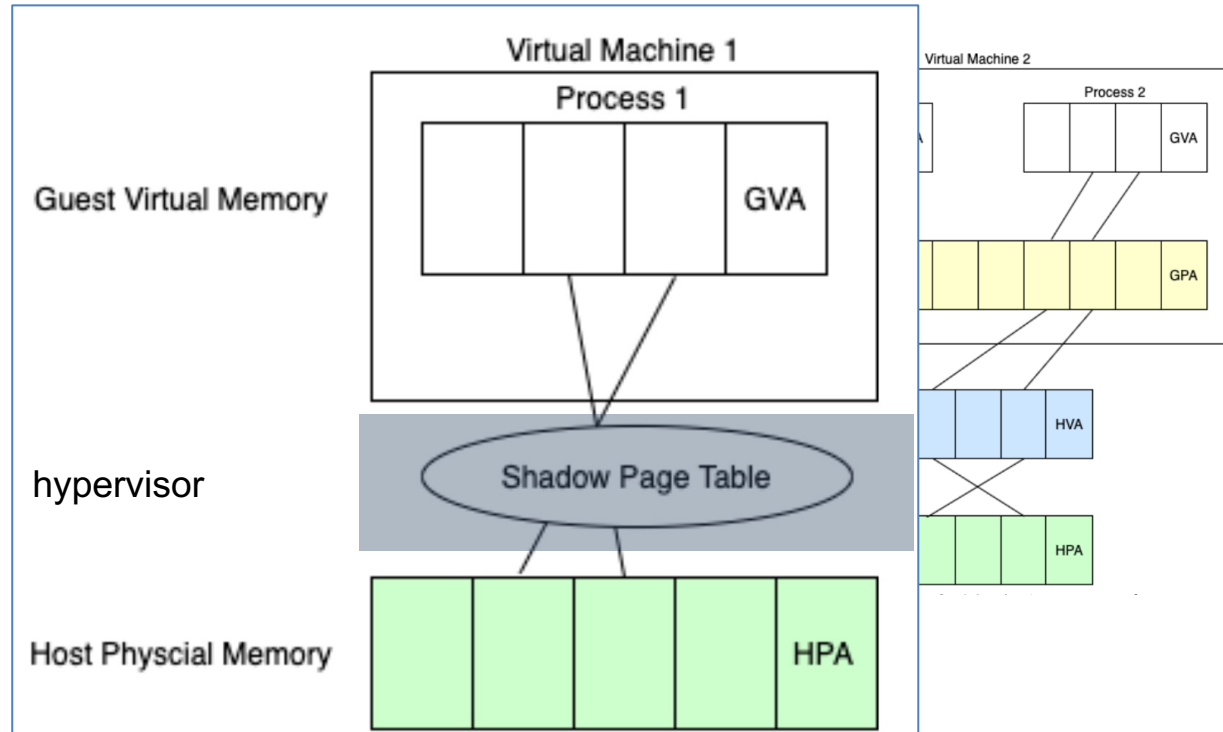 Virtual Machine 1
Process 1
Guest Virtual Memory
GVA
hypervisor
Shadow Page Table
Host Physcial Memory
HPA
Virtual Machine 2
Process 2
GVA
GPA
HVA
HPA